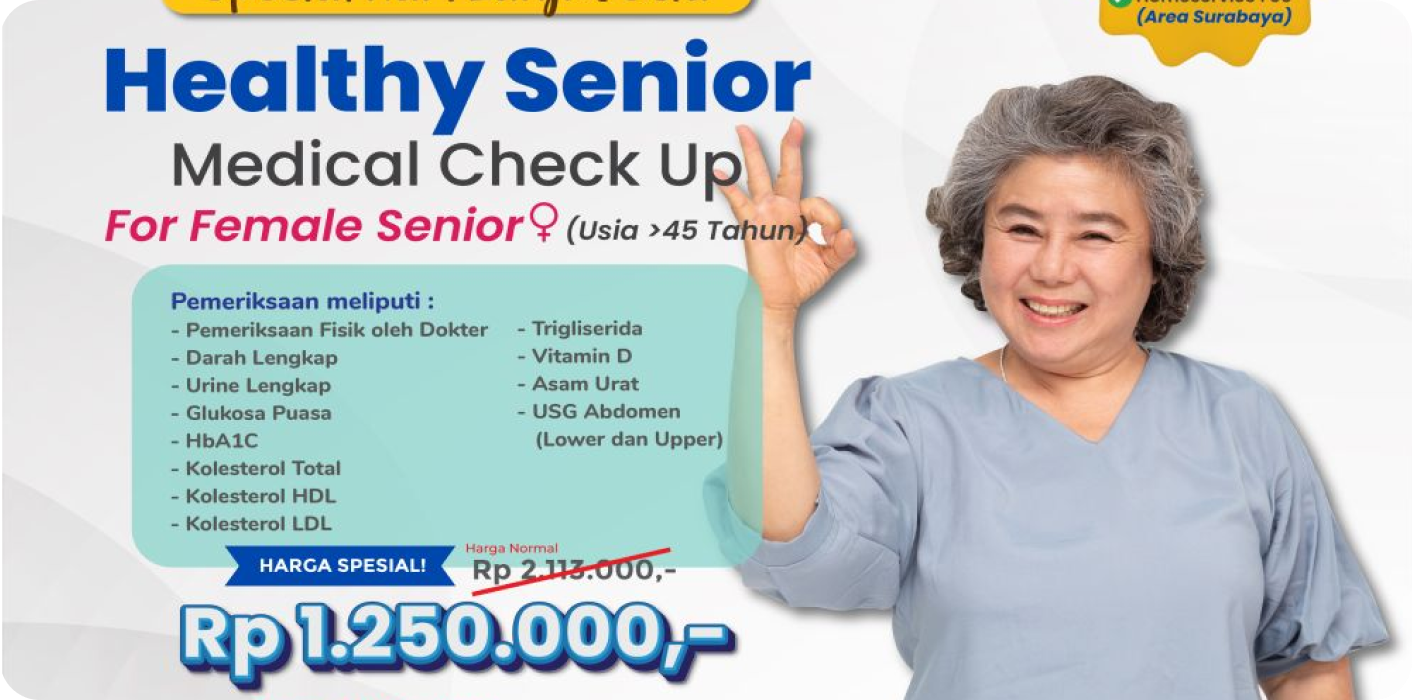 (Area Surabaya)
Healthy Senior
Medical Check Up
For Female Senior♀ (Usia >45 Tahun)
Pemeriksaan meliputi :
- Pemeriksaan Fisik oleh Dokter
- Darah Lengkap
- Urine Lengkap
- Glukosa Puasa
- HbA1C
- Kolesterol Total
- Kolesterol HDL
- Kolesterol LDL
- Trigliserida
- Vitamin D
- Asam Urat
- USG Abdomen
(Lower dan Upper)
HARGA SPESIAL!
Harga Normal
Rp 2.113.000,-
Rp 1.250.000,-